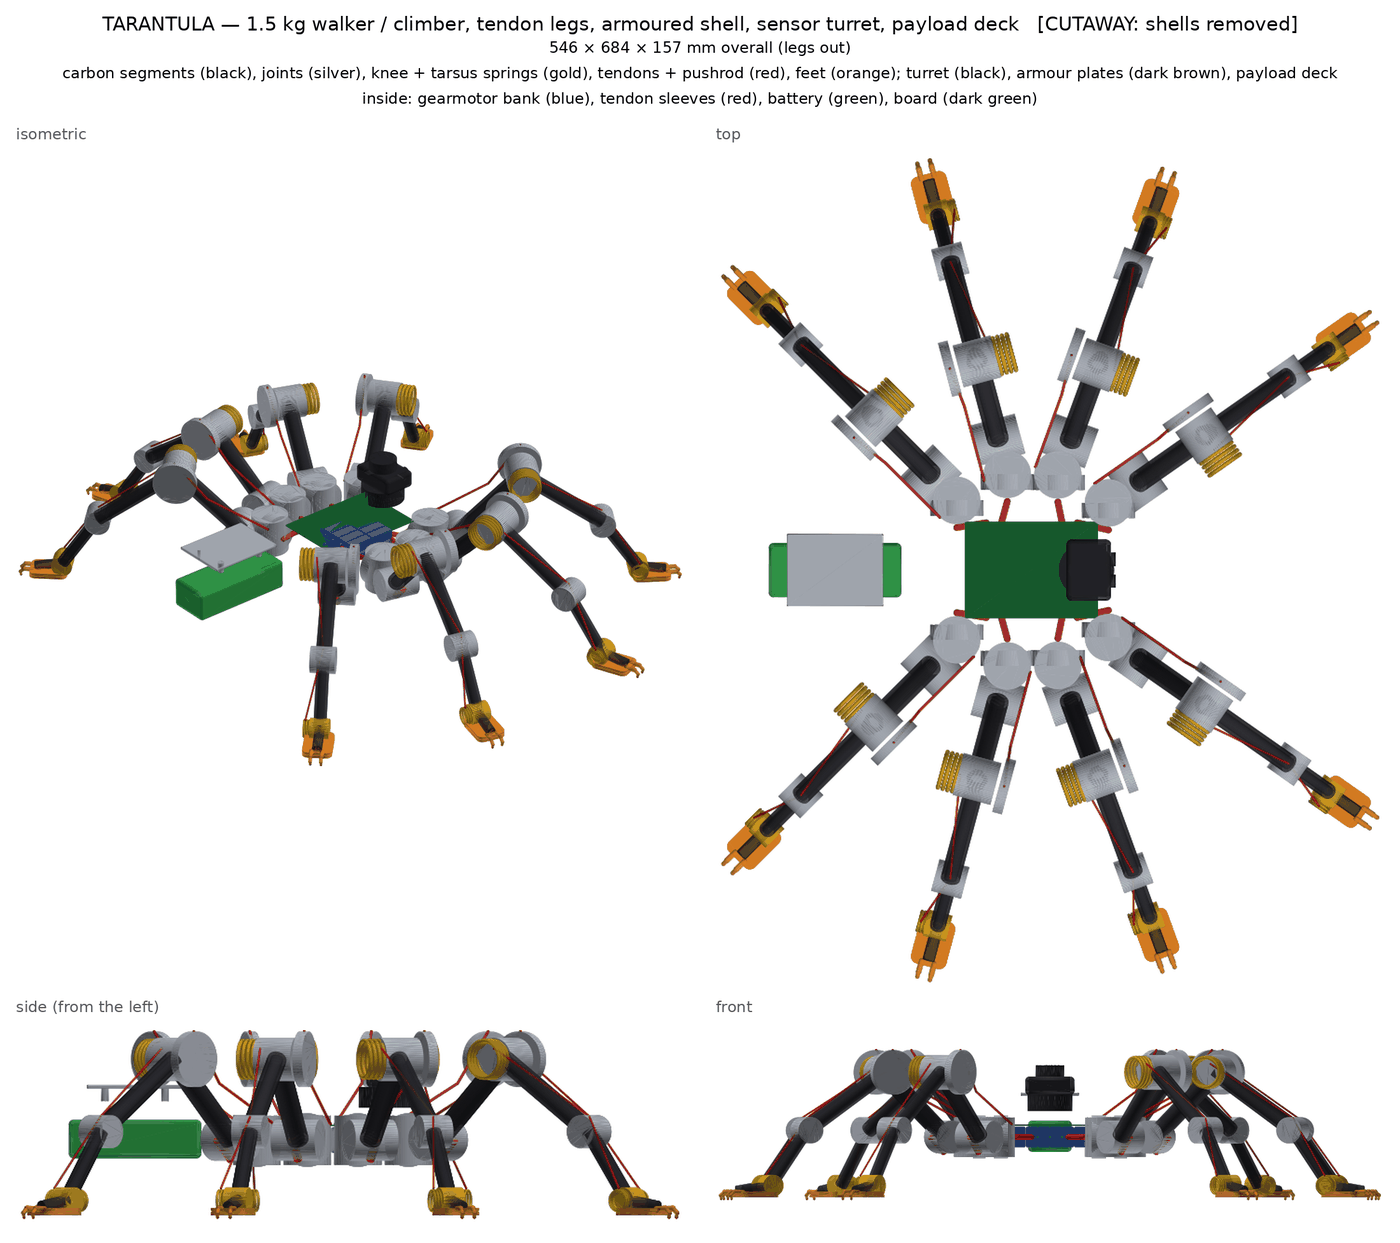 TARANTULA — 1.5 kg walker / climber, tendon legs, armoured shell, sensor turret, payload deck [CUTAWAY: shells removed]
546 × 684 × 157 mm overall (legs out)
carbon segments (black), joints (silver), knee + tarsus springs (gold), tendons + pushrod (red), feet (orange); turret (black), armour plates (dark brown), payload deck
inside: gearmotor bank (blue), tendon sleeves (red), battery (green), board (dark green)
isometric
top
side (from the left)
front